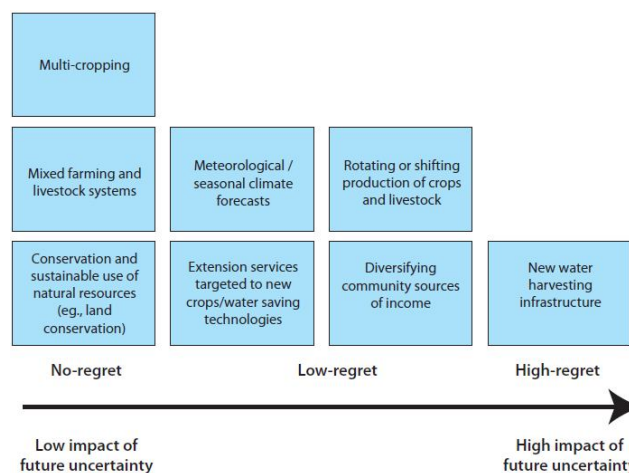 Multi-cropping
Mixed farming and
livestock systems
Meteorological /
seasonal climate
forecasts
Rotating or shifting
production of crops
and livestock
Conservation and
sustainable use of
natural resources
(eg., land
conservation)
Extension services
targeted to new
crops/water saving
technologies
Diversifying
community sources
of income
New water
harvesting
infrastructure
No-regret
Low-regret
High-regret
Low impact of
future uncertainty
High impact of
future uncertainty